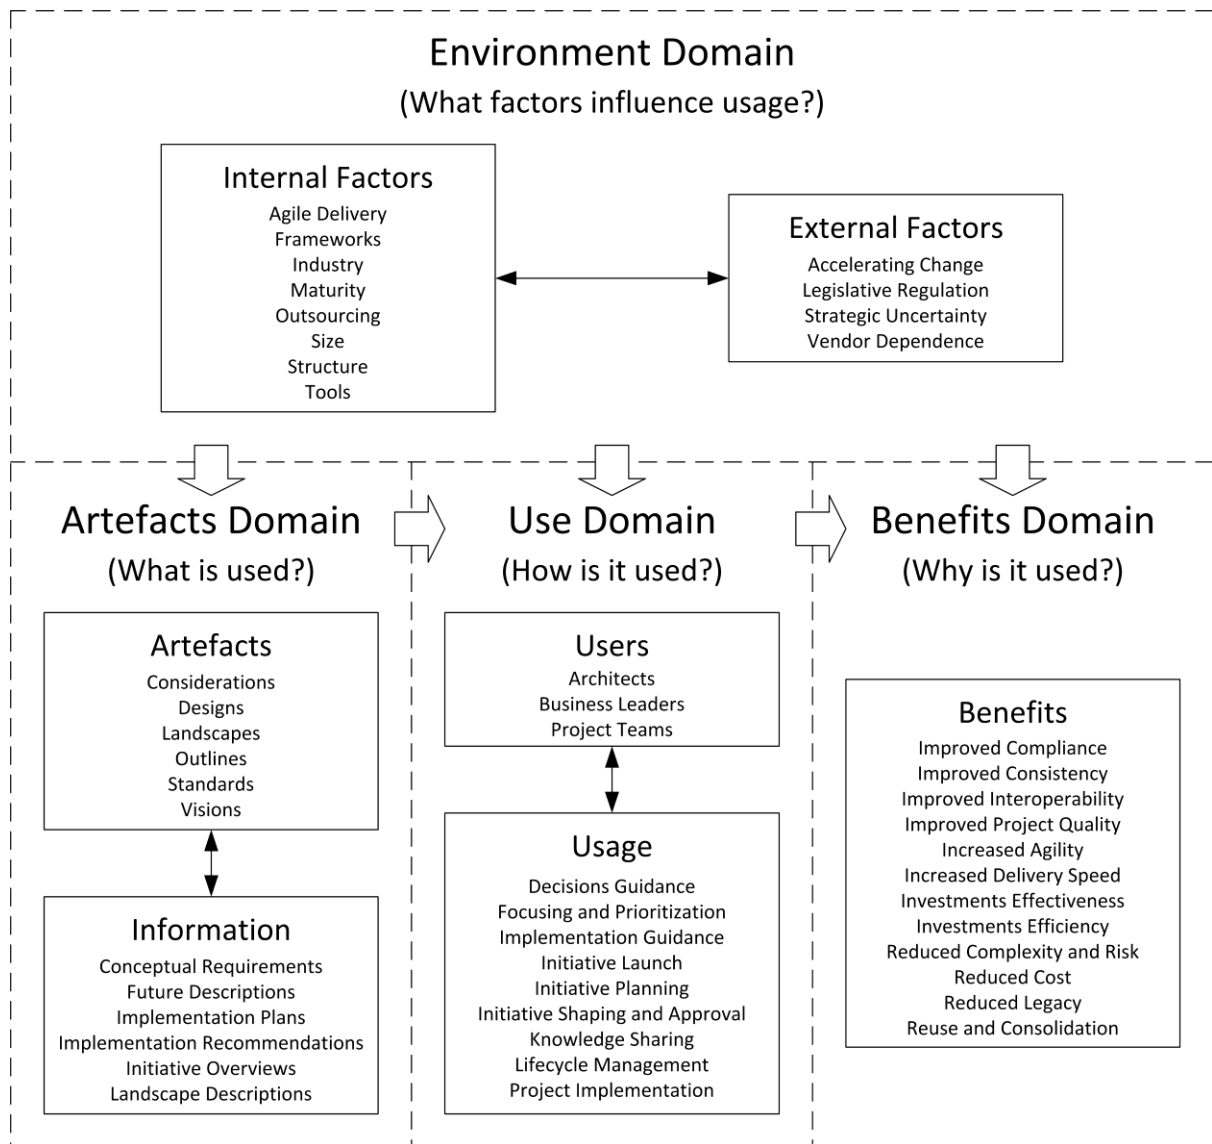 Environment Domain
(What factors influence usage?)
Internal Factors
Agile Delivery
Frameworks
Industry
Maturity
Outsourcing
Size
Structure
Tools
External Factors
Accelerating Change
Legislative Regulation
Strategic Uncertainty
Vendor Dependence
Artefacts Domain
(What is used?)
Artefacts
Considerations
Designs
Landscapes
Outlines
Standards
Visions
Information
Conceptual Requirements
Future Descriptions
Implementation Plans
Implementation Recommendations
Initiative Overviews
Landscape Descriptions
Use Domain
(How is it used?)
Users
Architects
Business Leaders
Project Teams
Usage
Decisions Guidance
Focusing and Prioritization
Implementation Guidance
Initiative Launch
Initiative Planning
Initiative Shaping and Approval
Knowledge Sharing
Lifecycle Management
Project Implementation
Benefits Domain
(Why is it used?)
Benefits
Improved Compliance
Improved Consistency
Improved Interoperability
Improved Project Quality
Increased Agility
Increased Delivery Speed
Investments Effectiveness
Investments Efficiency
Reduced Complexity and Risk
Reduced Cost
Reduced Legacy
Reuse and Consolidation